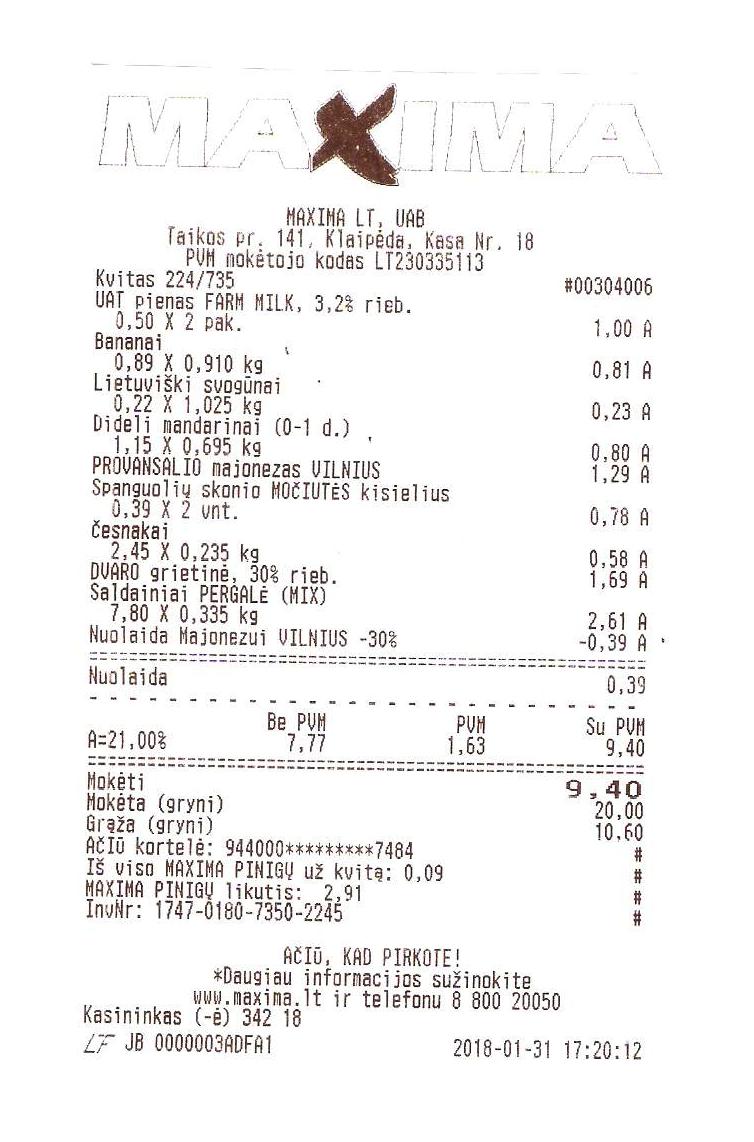 MAXIMA
MAXIMA LT, UAB
Taikos pr. 141, Klaipėda, Kasa Nr. 18
PVM mokėtojo kodas LT230335113
Kvitas 224/735 #00304006
UAT pienas FARM MILK, 3,2% rieb.
0,50 X 2 pak. 1,00 A
Bananai
0,89 X 0,910 kg 0,81 A
Lietuviški svogūnai
0,22 X 1,025 kg 0,23 A
Dideli mandarinai (0-1 d.)
1,15 X 0,695 kg 0,80 A
PROVANSALIO majonezas VILNIUS 1,29 A
Spanguolių skonio MOČIUTĖS kisielius
0,39 X 2 vnt. 0,78 A
Česnakai
2,45 X 0,235 kg 0,58 A
DVARO grietinė, 30% rieb. 1,69 A
Saldainiai PERGALĖ (MIX)
7,80 X 0,335 kg 2,61 A
Nuolaida Majonezui VILNIUS -30% -0,39 A
Nuolaida 0,39
Be PVM PVM Su PVM
A=21,00% 7,77 1,63 9,40
Mokėti 9,40
Mokėta (gryni) 20,00
Grąža (gryni) 10,60
AČIŪ kortelė: 944000*********7484 #
Iš viso MAXIMA PINIGŲ už kvitą: 0,09 #
MAXIMA PINIGŲ likutis: 2,91 #
InvNr: 1747-0180-7350-2245 #
AČIŪ, KAD PIRKOTE!
*Daugiau informacijos sužinokite
www.maxima.lt ir telefonu 8 800 20050
Kasininkas (-ė) 342 18
LF JB 0000003ADFA1 2018-01-31 17:20:12